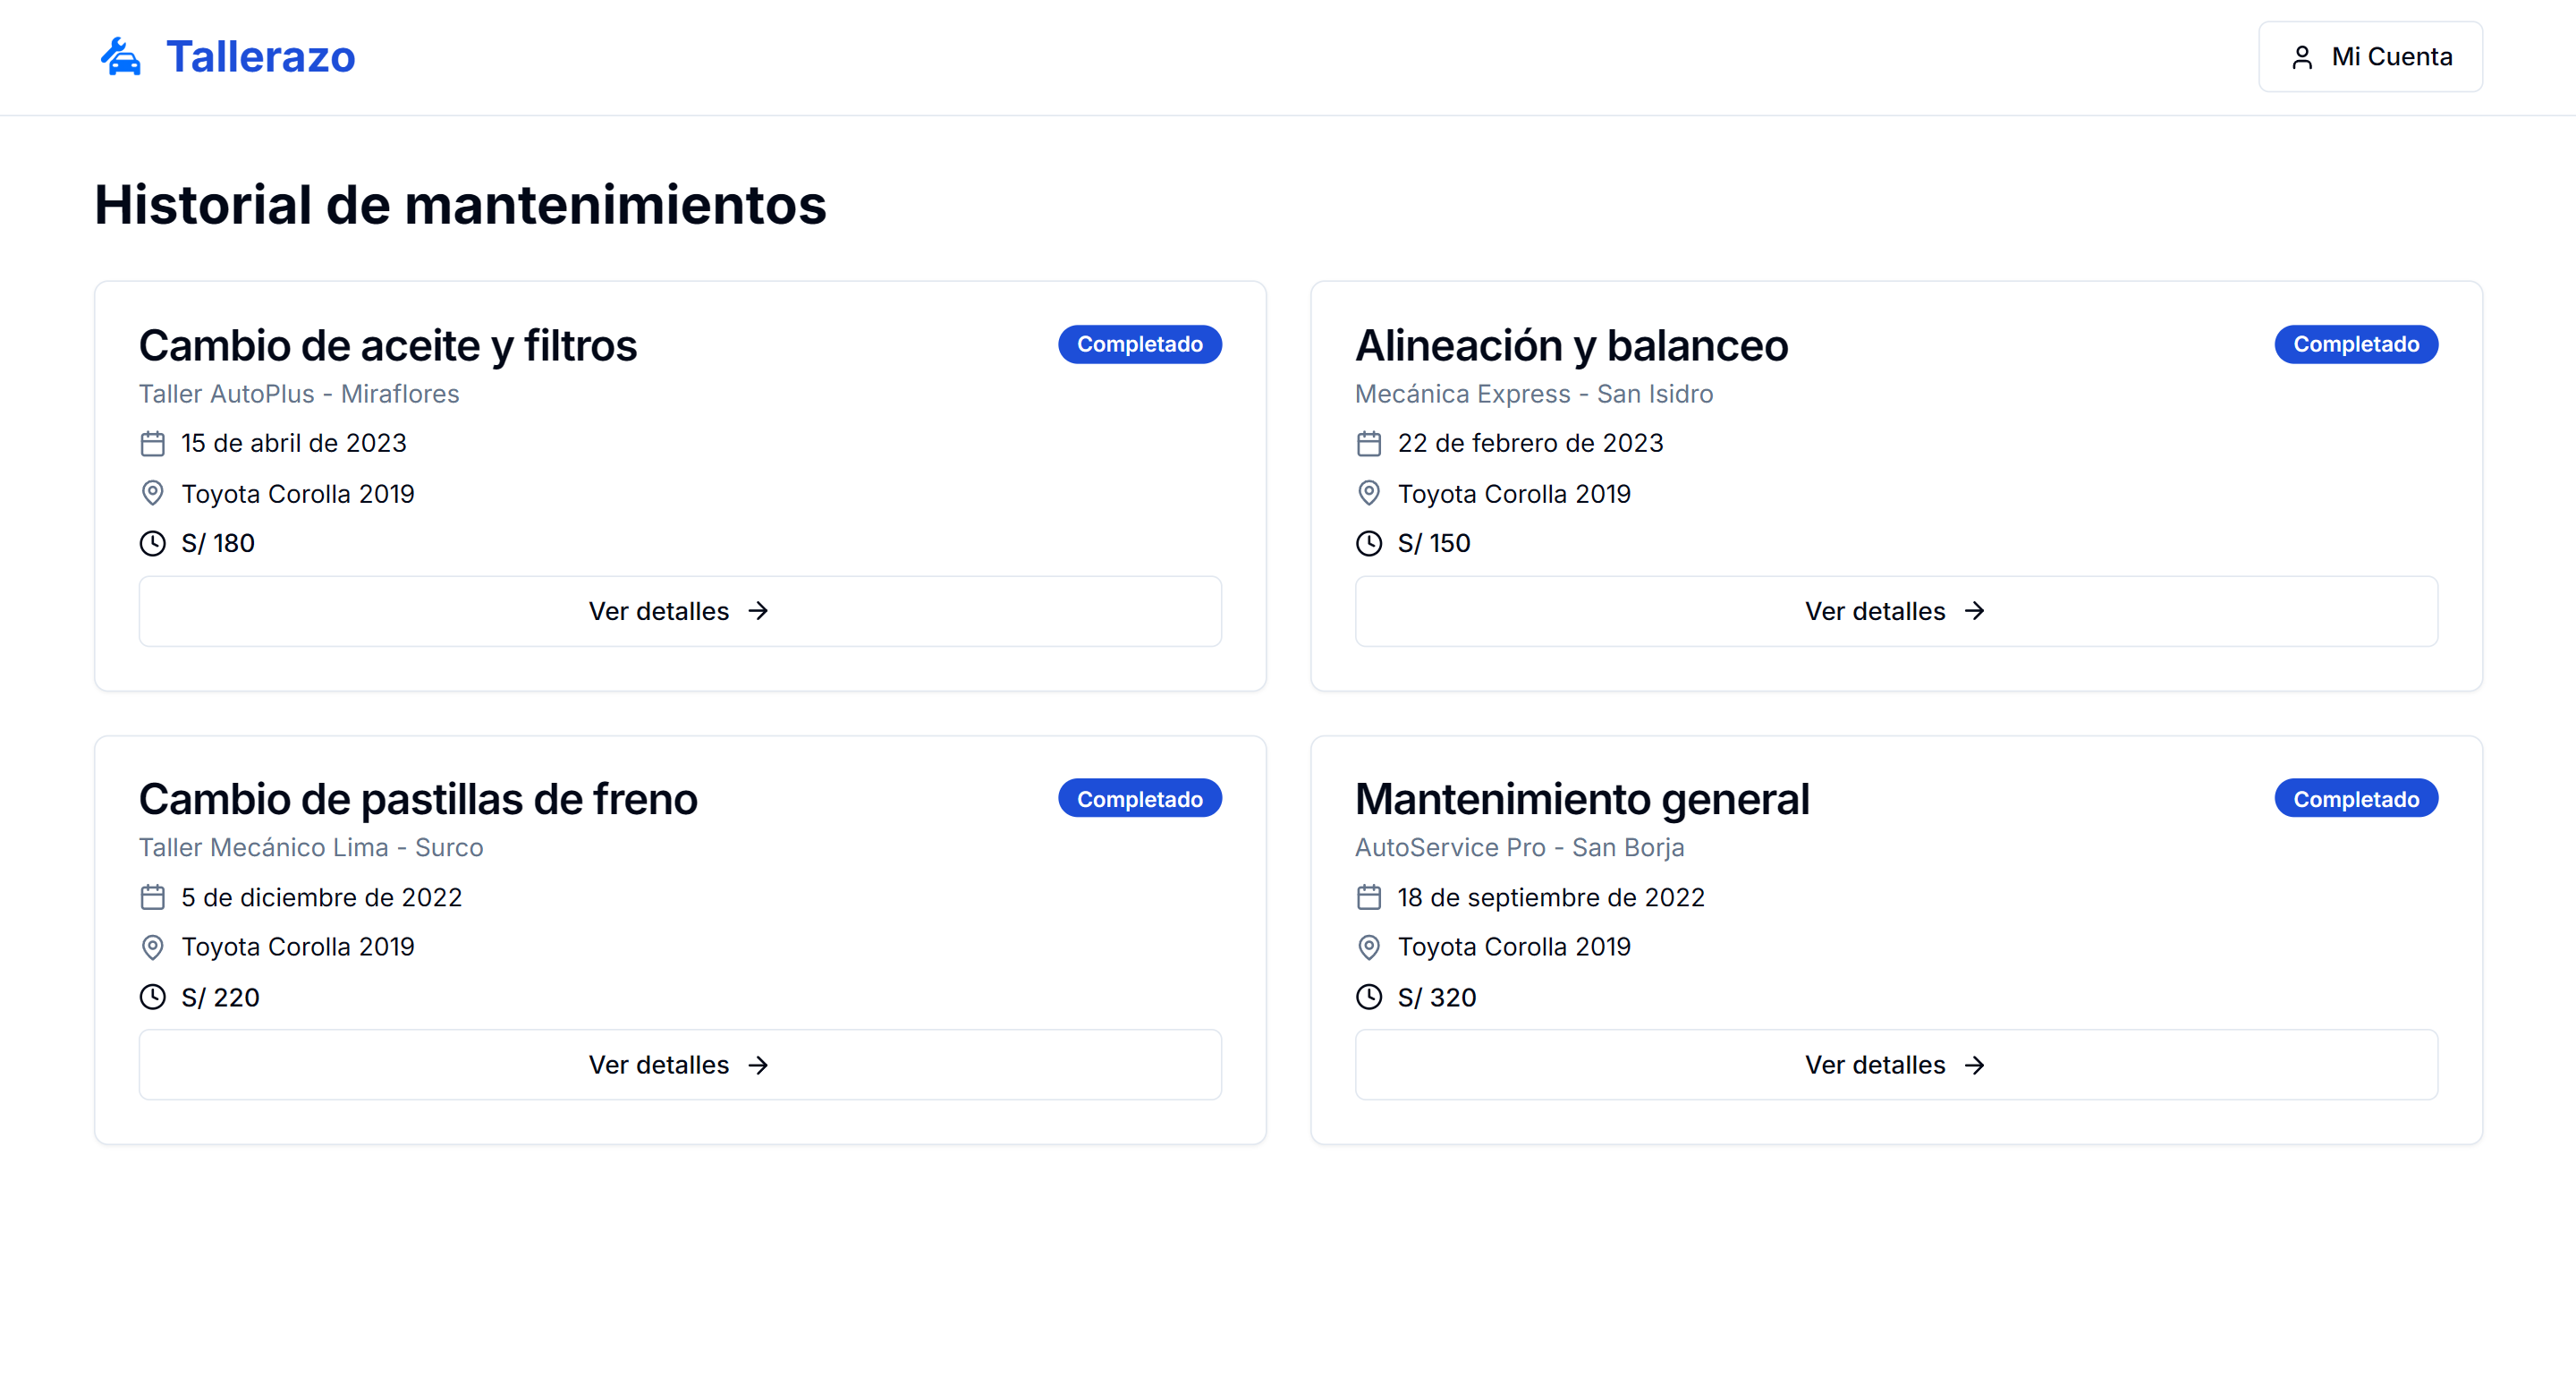 Tallerazo
Mi Cuenta
Historial de mantenimientos
Cambio de aceite y filtros
Completado
Taller AutoPlus - Miraflores
15 de abril de 2023
Toyota Corolla 2019
S/ 180
Ver detalles
Alineación y balanceo
Completado
Mecánica Express - San Isidro
22 de febrero de 2023
Toyota Corolla 2019
S/ 150
Ver detalles
Cambio de pastillas de freno
Completado
Taller Mecánico Lima - Surco
5 de diciembre de 2022
Toyota Corolla 2019
S/ 220
Ver detalles
Mantenimiento general
Completado
AutoService Pro - San Borja
18 de septiembre de 2022
Toyota Corolla 2019
S/ 320
Ver detalles